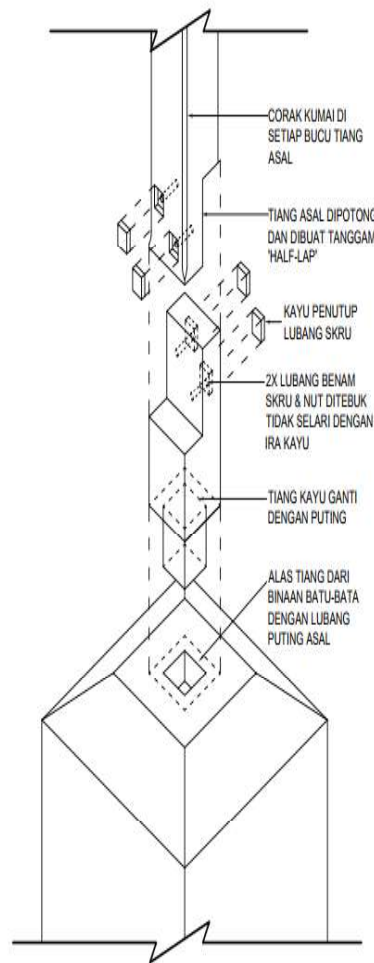 CORAK KUMAI DI
SETIAP BUCU TIANG
ASAL
TIANG ASAL DIPOTONG
DAN DIBUAT TANGGAM
'HALF-LAP'
KAYU PENUTUP
LUBANG SKRU
2X LUBANG BENAM
SKRU & NUT DITEBUK
TIDAK SELARI DENGAN
IRA KAYU
TIANG KAYU GANTI
DENGAN PUTING
ALAS TIANG DARI
BINAAN BATU-BATA
DENGAN LUBANG
PUTING ASAL